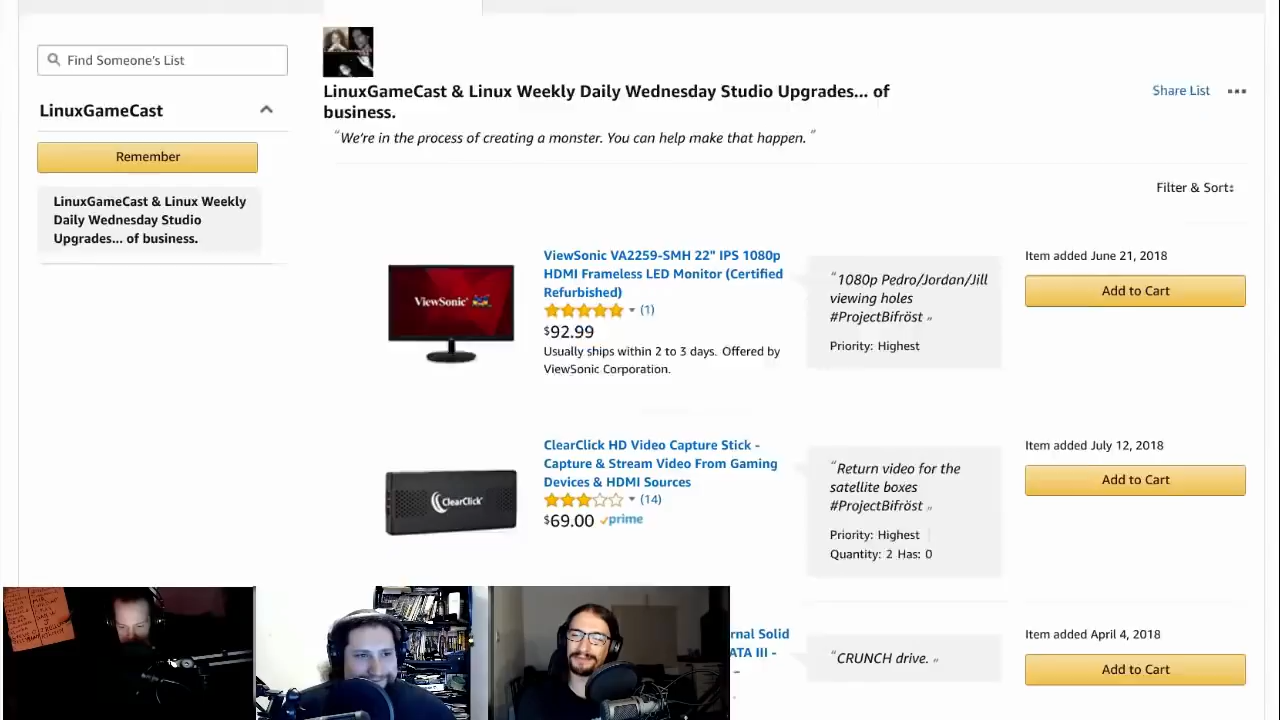 Find Someone's List
LinuxGameCast
Remember
LinuxGameCast & Linux Weekly
Daily Wednesday Studio
Upgrades... of business.
LinuxGameCast & Linux Weekly Daily Wednesday Studio Upgrades... of
business.
"We're in the process of creating a monster. You can help make that happen."
Share List
Filter & Sort
ViewSonic
ViewSonic VA2259-SMH 22" IPS 1080p
HDMI Frameless LED Monitor (Certified
Refurbished)
(1)
$92.99
Usually ships within 2 to 3 days. Offered by
ViewSonic Corporation.
"1080p Pedro/Jordan/Jill
viewing holes
#ProjectBifröst"
Priority: Highest
Item added June 21, 2018
Add to Cart
ClearClick
ClearClick HD Video Capture Stick -
Capture & Stream Video From Gaming
Devices & HDMI Sources
(14)
$69.00 prime
"Return video for the
satellite boxes
#ProjectBifröst"
Priority: Highest
Quantity: 2 Has: 0
Item added July 12, 2018
Add to Cart
rnal Solid
ATA III -
"CRUNCH drive."
Item added April 4, 2018
Add to Cart